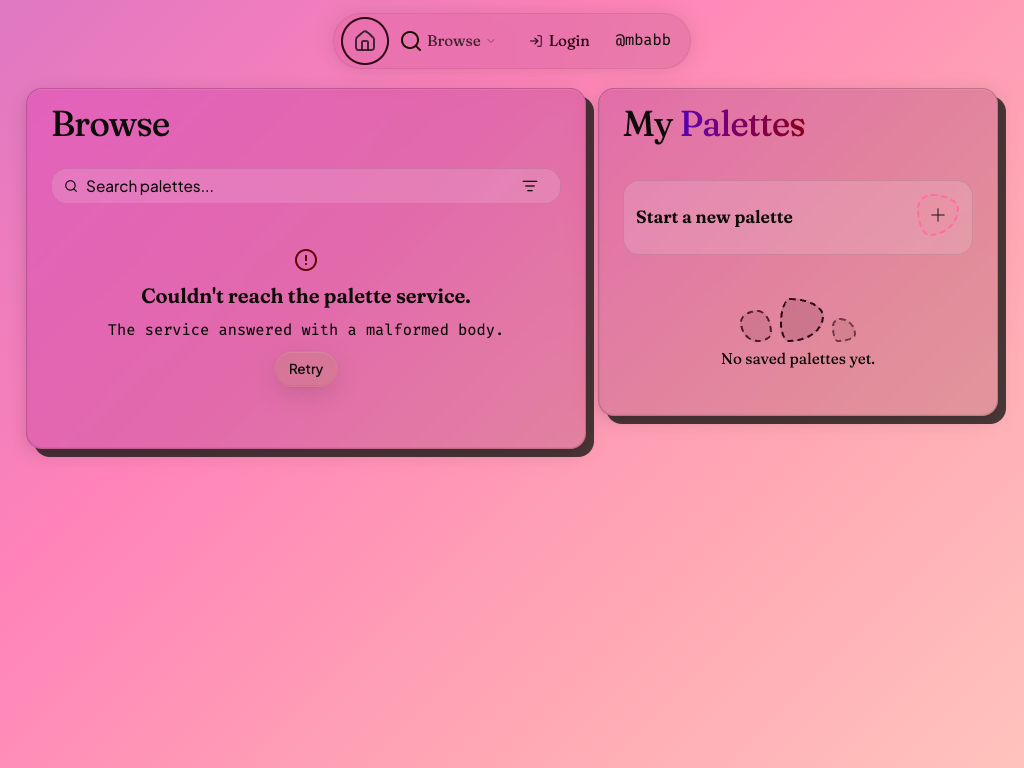 Browse
Login
@mbabb
Browse
Search palettes...
Couldn't reach the palette service.
The service answered with a malformed body.
Retry
My Palettes
Start a new palette
No saved palettes yet.